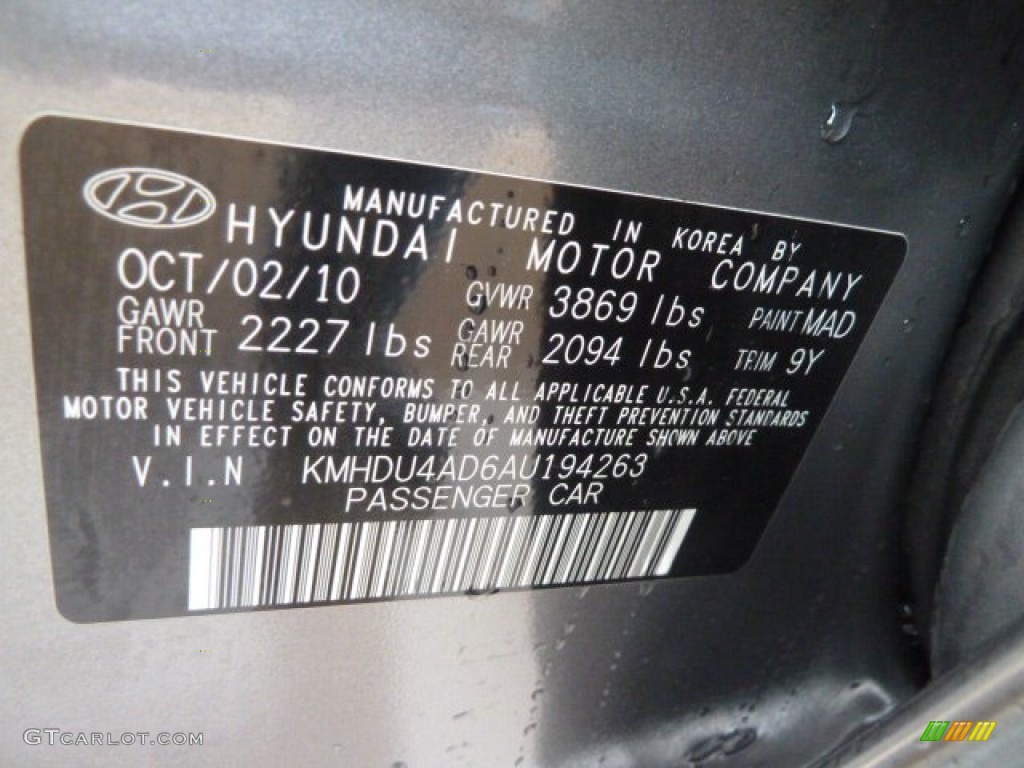 MANUFACTURED IN KOREA BY
HYUNDAI MOTOR COMPANY
OCT/02/10 GVWR 3869 lbs PAINT MAD
GAWR FRONT 2227 lbs GAWR REAR 2094 lbs TRIM 9Y
THIS VEHICLE CONFORMS TO ALL APPLICABLE U.S.A. FEDERAL
MOTOR VEHICLE SAFETY, BUMPER, AND THEFT PREVENTION STANDARDS
IN EFFECT ON THE DATE OF MANUFACTURE SHOWN ABOVE
V.I.N KMHDU4AD6AU194263
PASSENGER CAR
GTCARLOT.COM